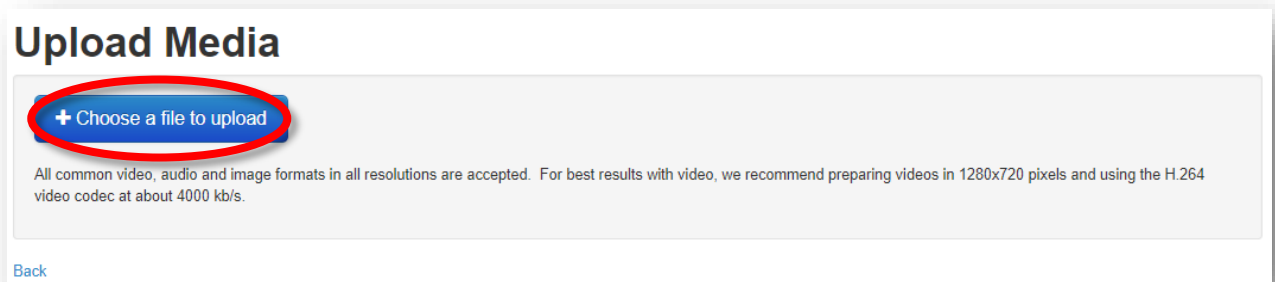 Upload Media
+ Choose a file to upload
All common video, audio and image formats in all resolutions are accepted.  For best results with video, we recommend preparing videos in 1280x720 pixels and using the H.264
video codec at about 4000 kb/s.
Back